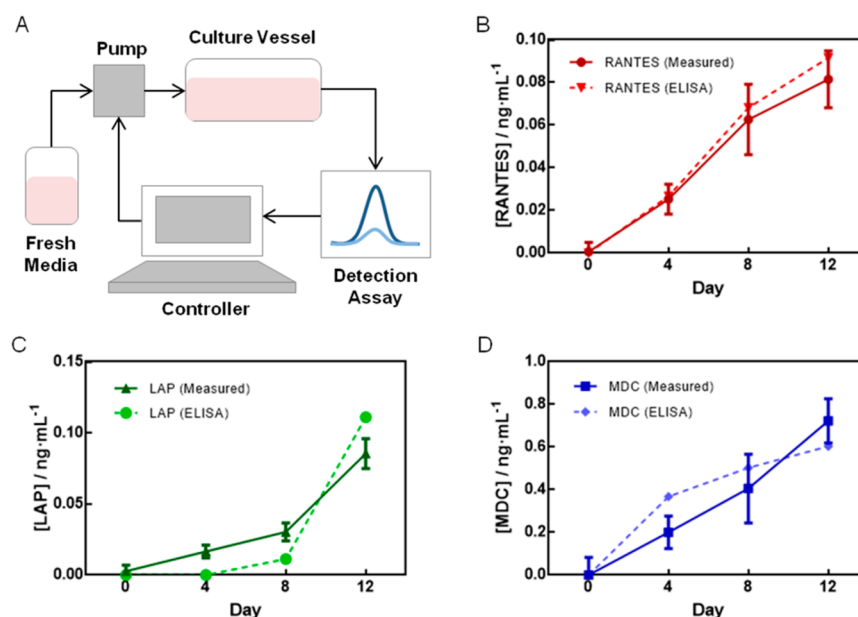 A
Culture Vessel
Pump
Fresh
Media
Controller
Detection
Assay
B
RANTES (Measured)
RANTES (ELISA)
[RANTES] / ng·mL⁻¹
0.10
0.08
0.06
0.04
0.02
0.00
0 4 8 12
Day
C
LAP (Measured)
LAP (ELISA)
[LAP] / ng·mL⁻¹
0.15
0.10
0.05
0.00
0 4 8 12
Day
D
MDC (Measured)
MDC (ELISA)
[MDC] / ng·mL⁻¹
1.0
0.8
0.6
0.4
0.2
0.0
0 4 8 12
Day